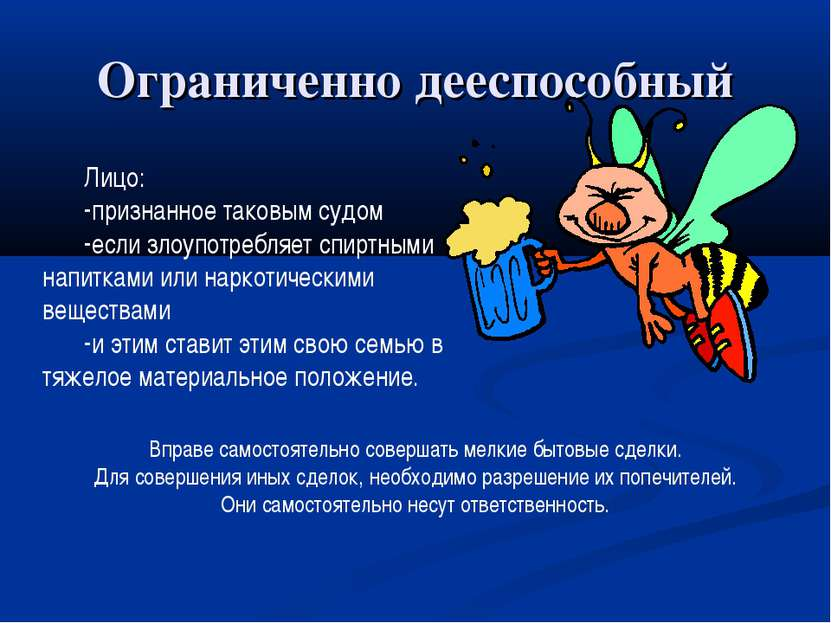 Ограниченно дееспособный
Лицо:
-признанное таковым судом
-если злоупотребляет спиртными
напитками или наркотическими
веществами
-и этим ставит этим свою семью в
тяжелое материальное положение.
Вправе самостоятельно совершать мелкие бытовые сделки.
Для совершения иных сделок, необходимо разрешение их попечителей.
Они самостоятельно несут ответственность.